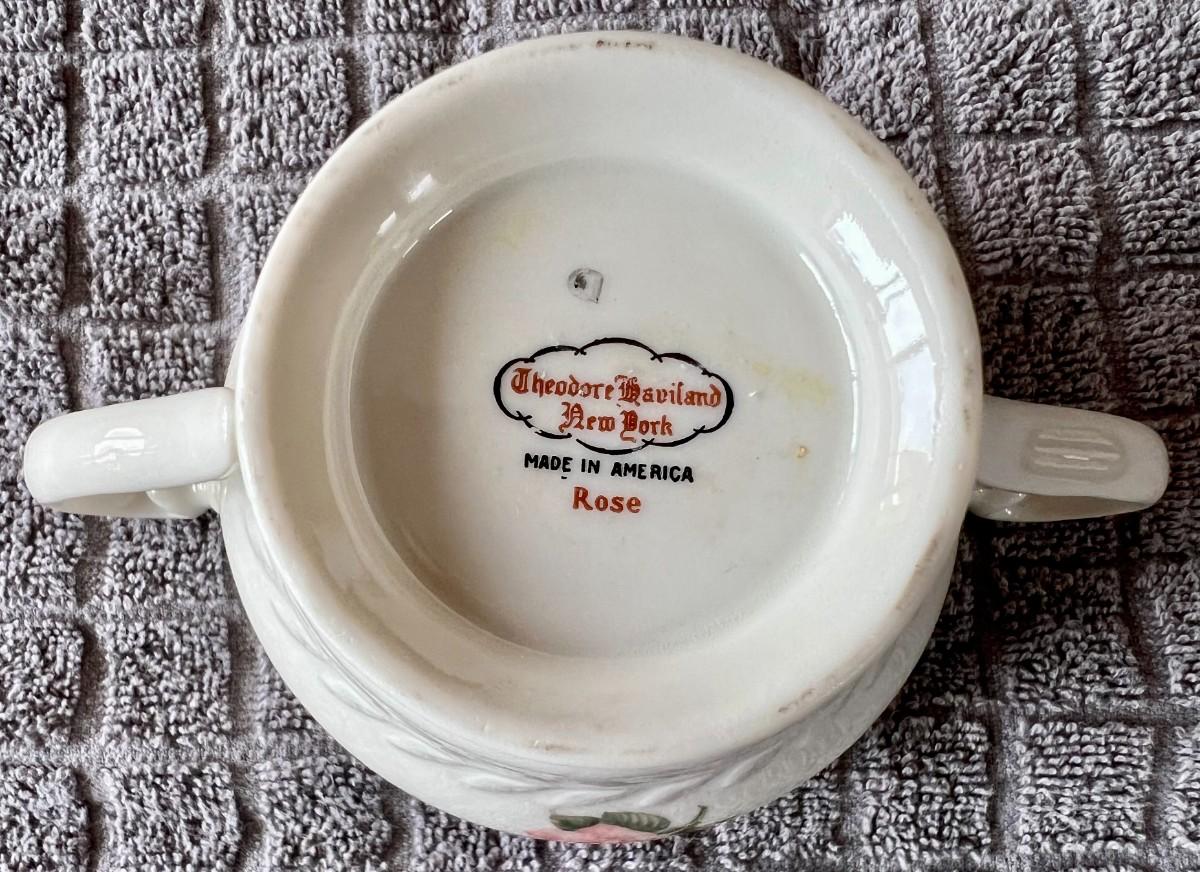 Theodore Haviland
New York
MADE IN AMERICA
Rose